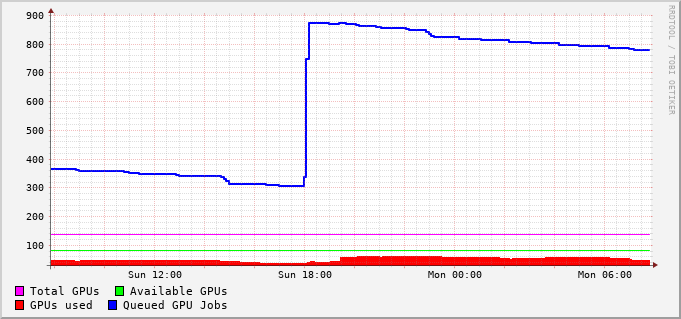 900
800
700
600
500
400
300
200
100
Sun 12:00 Sun 18:00 Mon 00:00 Mon 06:00
Total GPUs Available GPUs
GPUs used Queued GPU Jobs
RRDTOOL / TOBI OETIKER